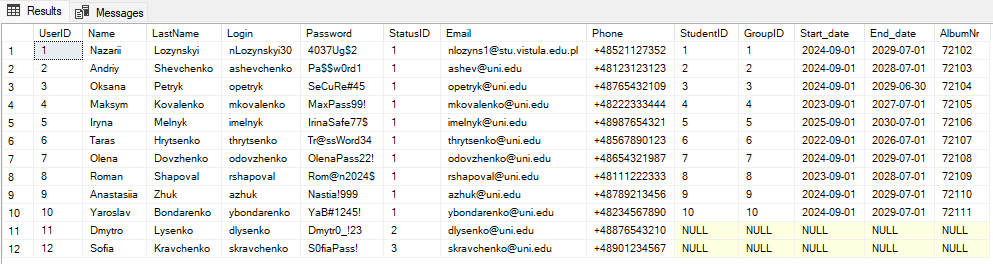 Results Messages
UserID Name LastName Login Password StatusID Email Phone StudentID GroupID Start_date End_date AlbumNr
1 1 Nazarii Lozynskyi nLozynskyi30 4037Ug$2 1 nlozyns1@stu.vistula.edu.pl +48521127352 1 1 2024-09-01 2029-07-01 72102
2 2 Andriy Shevchenko ashevchenko Pa$$w0rd1 1 ashev@uni.edu +48123123123 2 2 2024-09-01 2028-07-01 72103
3 3 Oksana Petryk opetryk SeCuRe#45 1 opetryk@uni.edu +48765432109 3 3 2024-09-01 2029-06-30 72104
4 4 Maksym Kovalenko mkovalenko MaxPass99! 1 mkovalenko@uni.edu +48222333444 4 4 2023-09-01 2027-07-01 72105
5 5 Iryna Melnyk imelnyk IrinaSafe77$ 1 imelnyk@uni.edu +48987654321 5 5 2025-09-01 2030-07-01 72106
6 6 Taras Hrytsenko thrytsenko Tr@ssWord34 1 thrytsenko@uni.edu +48567890123 6 6 2022-09-01 2026-07-01 72107
7 7 Olena Dovzhenko odovzhenko OlenaPass22! 1 odovzhenko@uni.edu +48654321987 7 7 2024-09-01 2029-07-01 72108
8 8 Roman Shapoval rshapoval Rom@n2024$ 1 rshapoval@uni.edu +48111222333 8 8 2023-09-01 2028-07-01 72109
9 9 Anastasiia Zhuk azhuk Nastia!999 1 azhuk@uni.edu +48789213456 9 9 2024-09-01 2029-07-01 72110
10 10 Yaroslav Bondarenko ybondarenko YaB#1245! 1 ybondarenko@uni.edu +48234567890 10 10 2024-09-01 2029-07-01 72111
11 11 Dmytro Lysenko dlysenko Dmytr0_!23 2 dlysenko@uni.edu +48876543210 NULL NULL NULL NULL NULL
12 12 Sofia Kravchenko skravchenko S0fiaPass! 3 skravchenko@uni.edu +48901234567 NULL NULL NULL NULL NULL